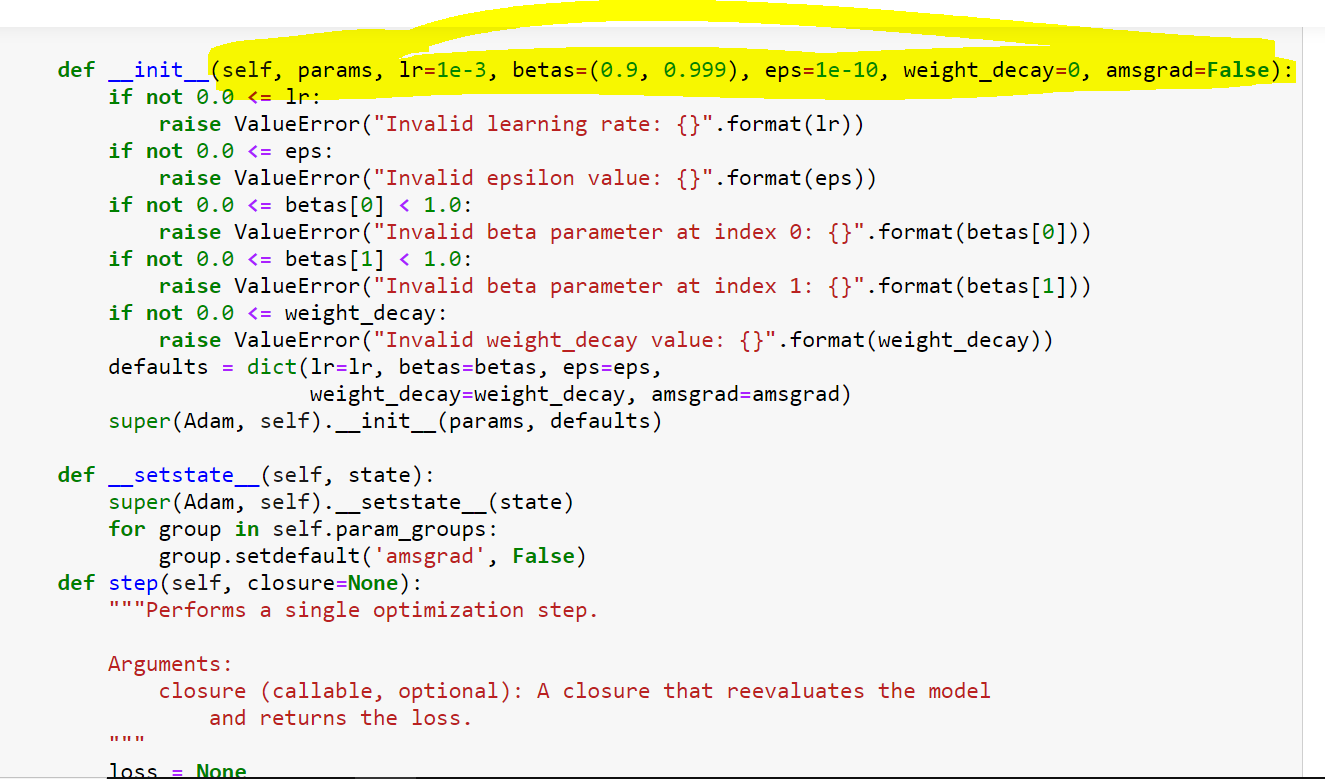 def __init__(self, params, lr=1e-3, betas=(0.9, 0.999), eps=1e-10, weight_decay=0, amsgrad=False):
if not 0.0 <= lr:
raise ValueError("Invalid learning rate: {}".format(lr))
if not 0.0 <= eps:
raise ValueError("Invalid epsilon value: {}".format(eps))
if not 0.0 <= betas[0] < 1.0:
raise ValueError("Invalid beta parameter at index 0: {}".format(betas[0]))
if not 0.0 <= betas[1] < 1.0:
raise ValueError("Invalid beta parameter at index 1: {}".format(betas[1]))
if not 0.0 <= weight_decay:
raise ValueError("Invalid weight_decay value: {}".format(weight_decay))
defaults = dict(lr=lr, betas=betas, eps=eps,
weight_decay=weight_decay, amsgrad=amsgrad)
super(Adam, self).__init__(params, defaults)
def __setstate__(self, state):
super(Adam, self).__setstate__(state)
for group in self.param_groups:
group.setdefault('amsgrad', False)
def step(self, closure=None):
"""Performs a single optimization step.
Arguments:
closure (callable, optional): A closure that reevaluates the model
and returns the loss.
"""
loss = None